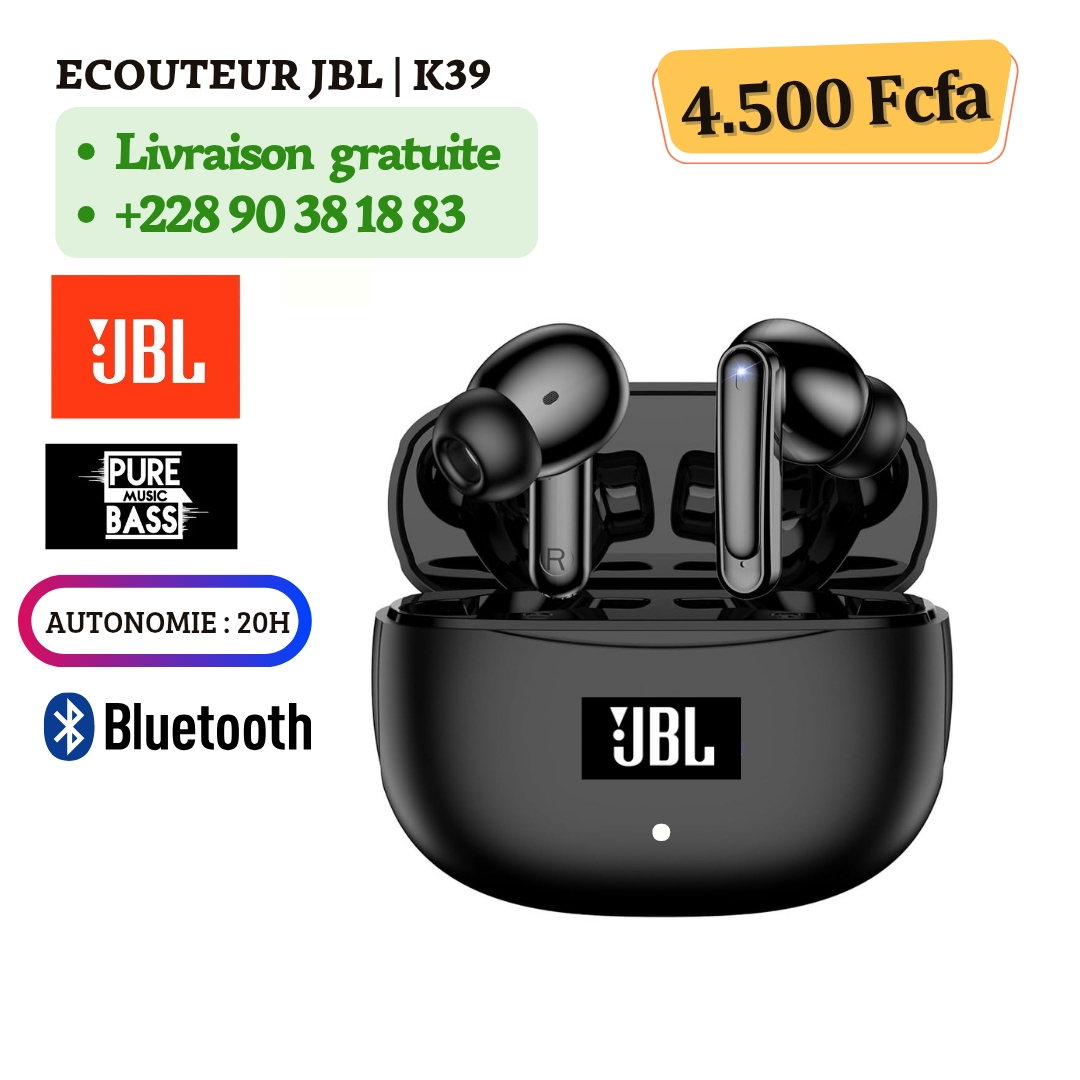 ECOUTEUR JBL | K39
• Livraison gratuite
• +228 90 38 18 83
4.500 Fcfa
JBL
PURE
MUSIC
BASS
AUTONOMIE : 20H
Bluetooth
R
JBL